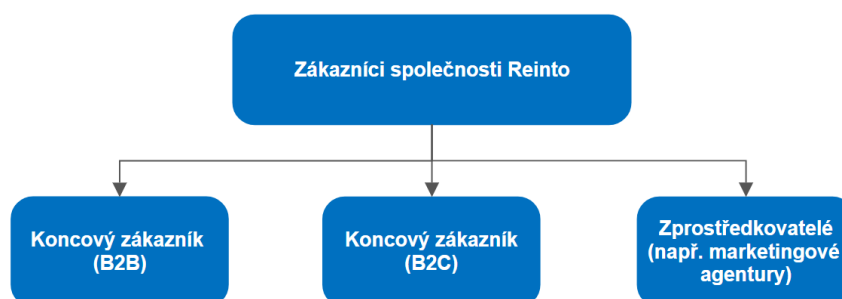 Zákazníci společnosti Reinto
Koncový zákazník
(B2B)
Koncový zákazník
(B2C)
Zprostředkovatelé
(např. marketingové
agentury)